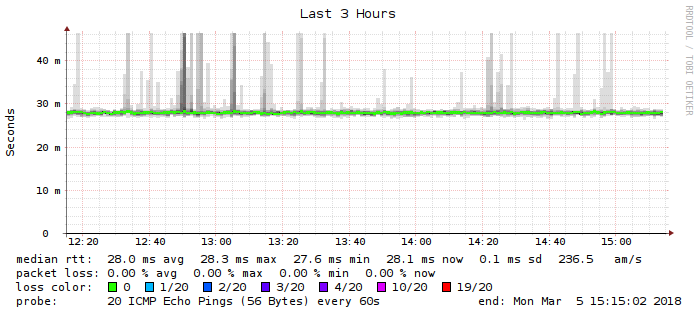 Last 3 Hours
RRDTOOL / TOBI OETIKER
Seconds
40 m
30 m
20 m
10 m
0
12:20 12:40 13:00 13:20 13:40 14:00 14:20 14:40 15:00
median rtt: 28.0 ms avg 28.3 ms max 27.6 ms min 28.1 ms now 0.1 ms sd 236.5 am/s
packet loss: 0.00 % avg 0.00 % max 0.00 % min 0.00 % now
loss color: 0 1/20 2/20 3/20 4/20 10/20 19/20
probe: 20 ICMP Echo Pings (56 Bytes) every 60s end: Mon Mar 5 15:15:02 2018